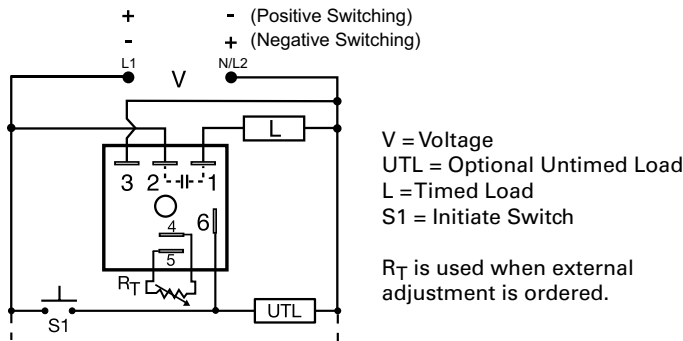 + - (Positive Switching)
- + (Negative Switching)
L1 V N/L2
L
3 2 1
6
4
5
RT
S1 UTL
V = Voltage
UTL = Optional Untimed Load
L = Timed Load
S1 = Initiate Switch
RT is used when external
adjustment is ordered.